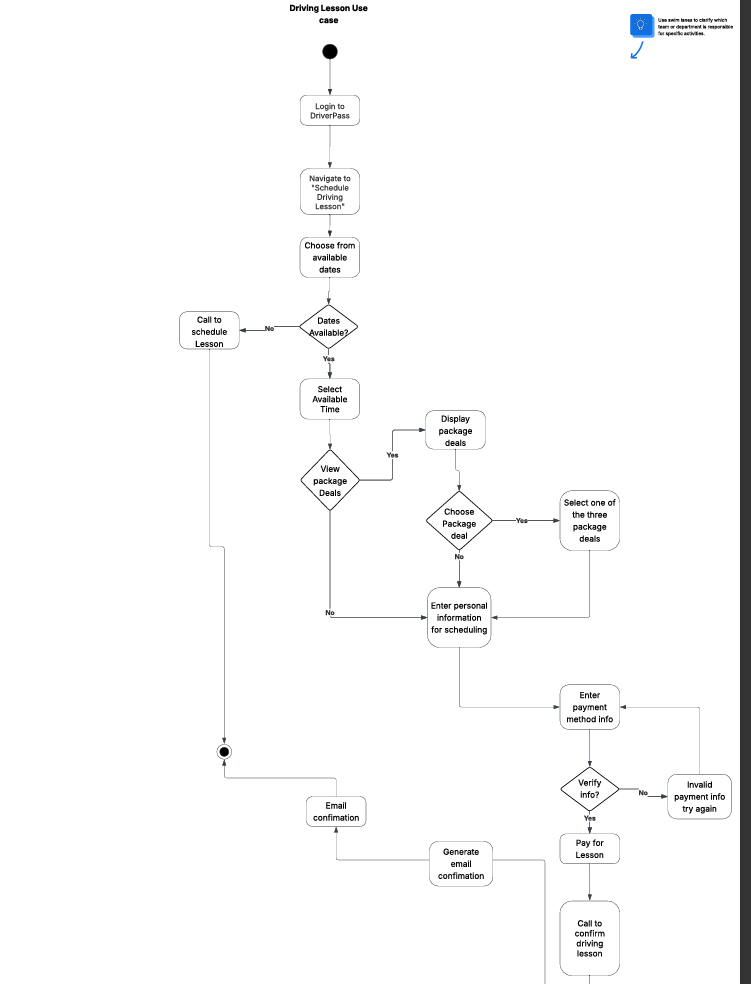 Driving Lesson Use
case
Use swim lanes to clarify which
team or department is responsible
for specific activities.
Login to
DriverPass
Navigate to
"Schedule
Driving
Lesson"
Choose from
available
dates
Dates
Available?
No
Call to
schedule
Lesson
Yes
Select
Available
Time
View
package
Deals
Yes
Display
package
deals
Choose
Package
deal
Yes
Select one of
the three
package
deals
No
No
Enter personal
information
for scheduling
Enter
payment
method info
Verify
info?
No
Invalid
payment info
try again
Yes
Pay for
Lesson
Email
confimation
Generate
email
confimation
Call to
confirm
driving
lesson